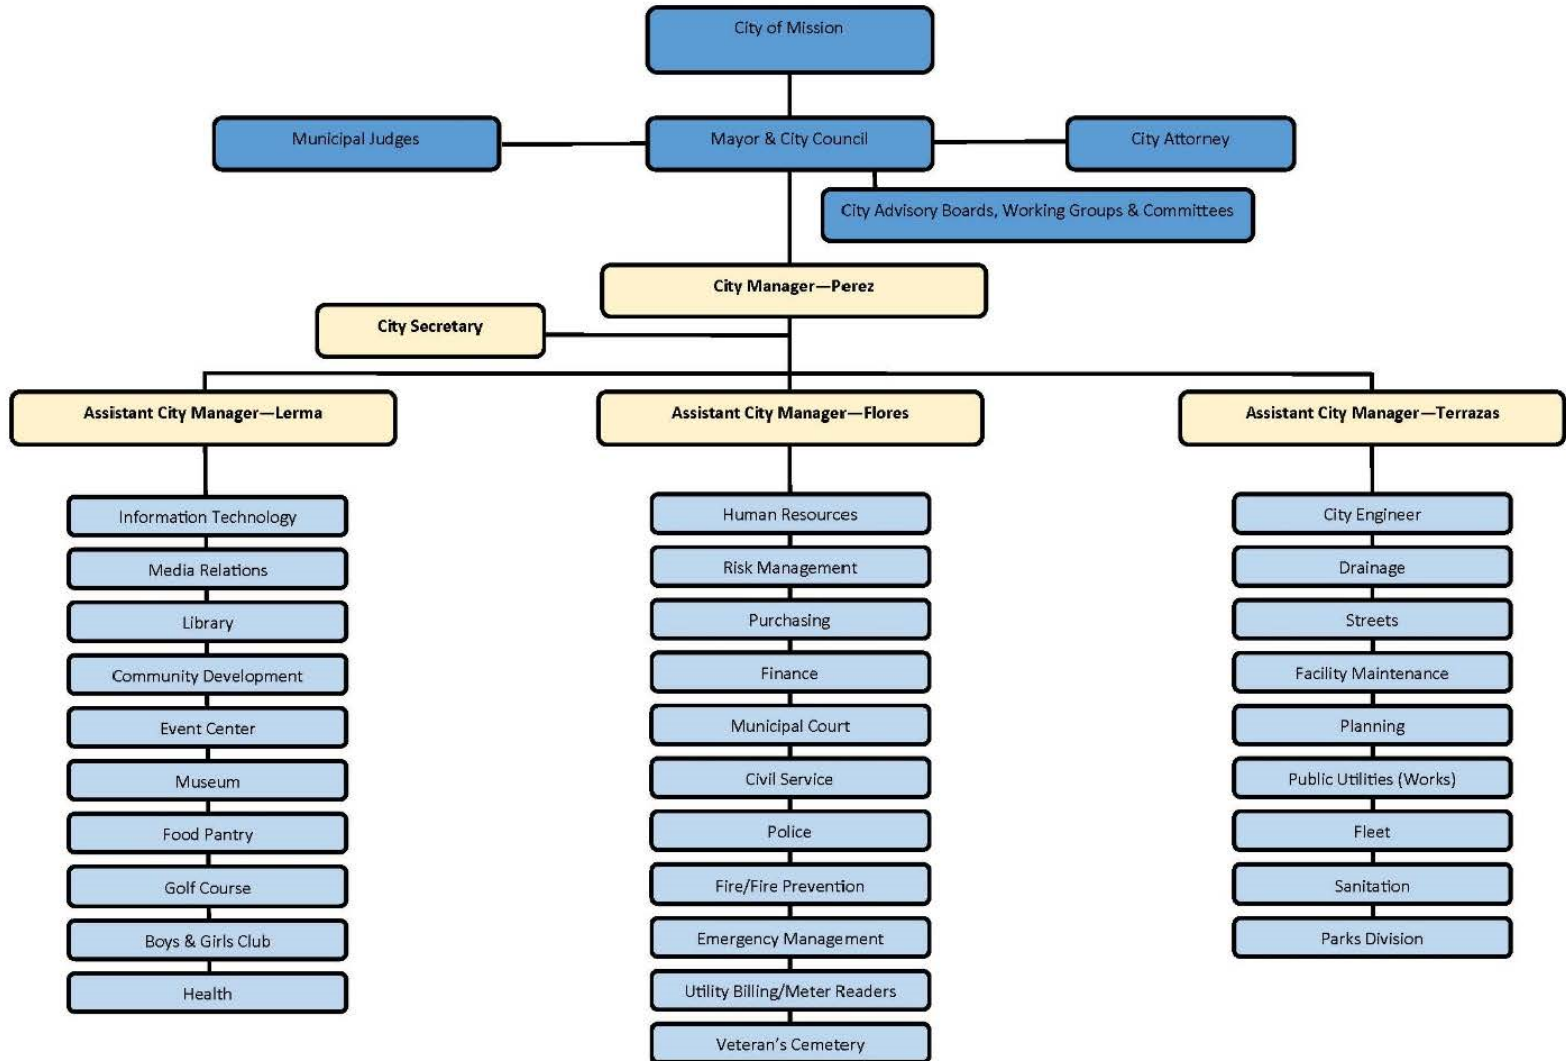 City of Mission
Municipal Judges
Mayor & City Council
City Attorney
City Advisory Boards, Working Groups & Committees
City Manager—Perez
City Secretary
Assistant City Manager—Lerma
Assistant City Manager—Flores
Assistant City Manager—Terrazas
Information Technology
Media Relations
Library
Community Development
Event Center
Museum
Food Pantry
Golf Course
Boys & Girls Club
Health
Human Resources
Risk Management
Purchasing
Finance
Municipal Court
Civil Service
Police
Fire/Fire Prevention
Emergency Management
Utility Billing/Meter Readers
Veteran's Cemetery
City Engineer
Drainage
Streets
Facility Maintenance
Planning
Public Utilities (Works)
Fleet
Sanitation
Parks Division